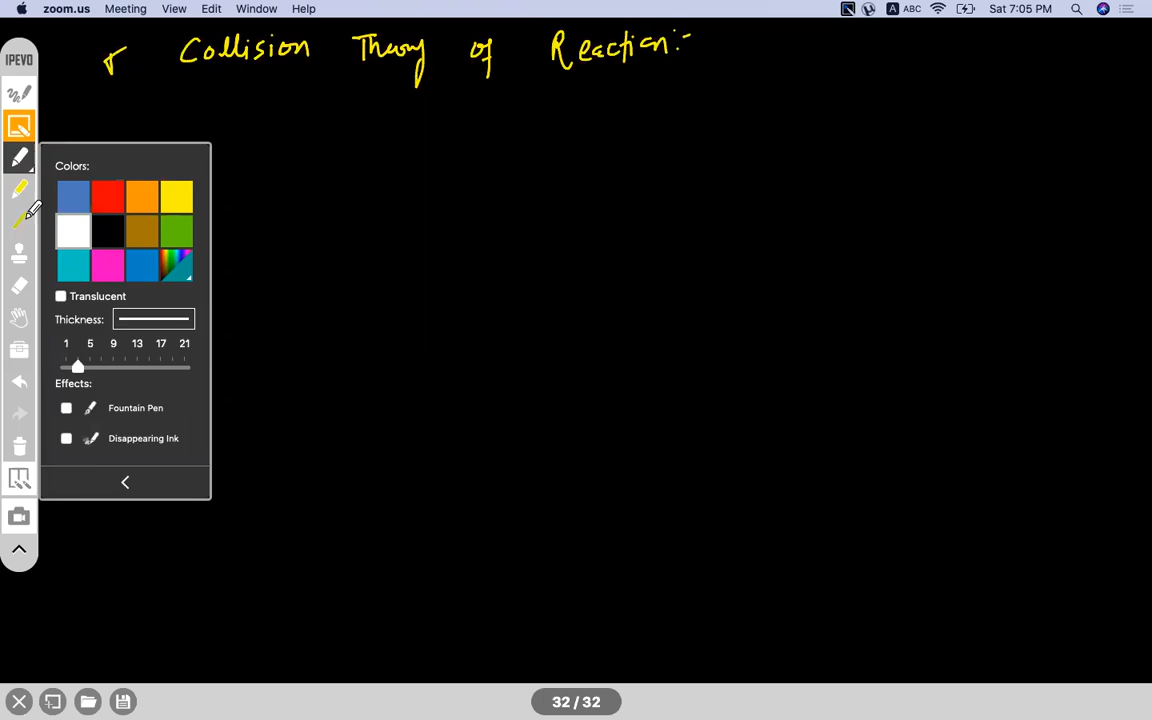 zoom.us Meeting View Edit Window Help A ABC Sat 7:05 PM
Collision Theory of Reaction:-
IPEVO
Colors:
Translucent
Thickness:
1 5 9 13 17 21
Effects:
Fountain Pen
Disappearing Ink
32 / 32